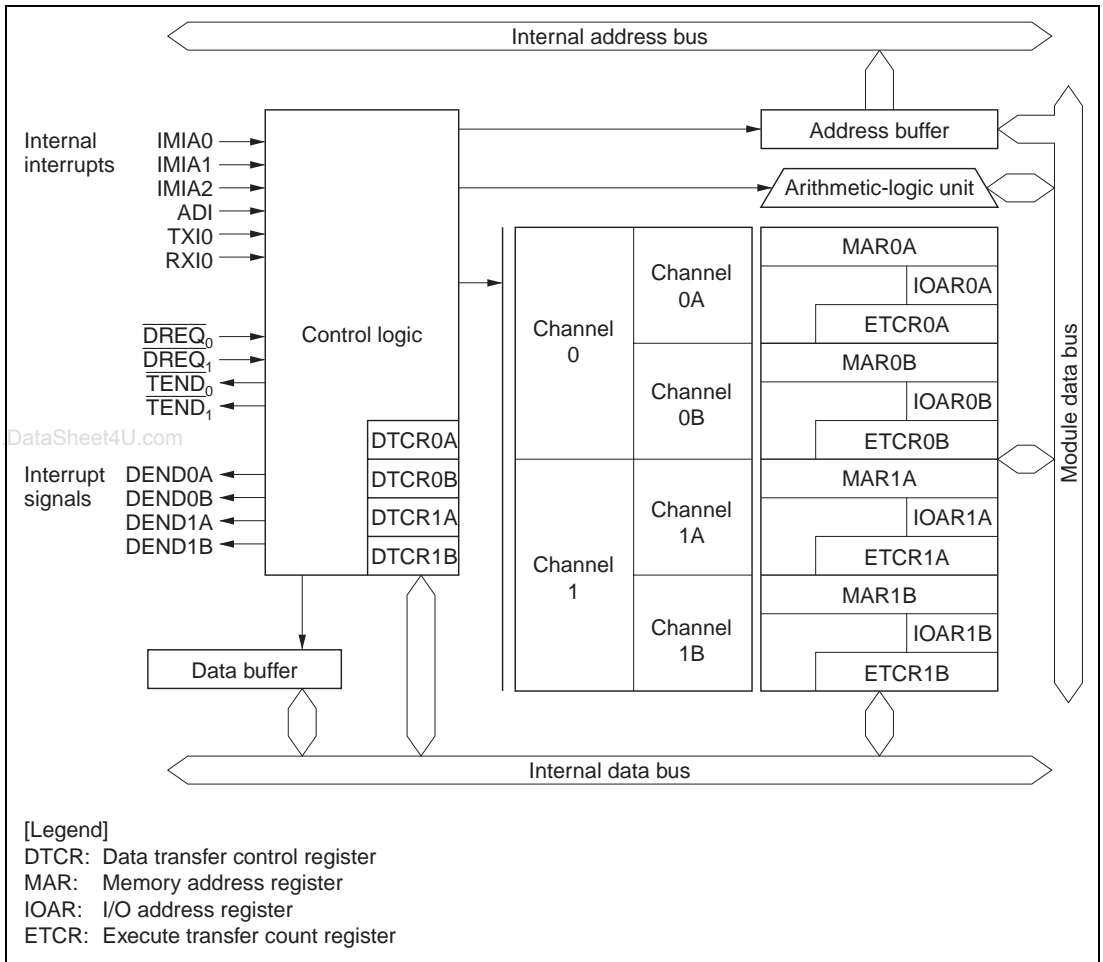 Internal address bus
Internal interrupts
IMIA0
IMIA1
IMIA2
ADI
TXI0
RXI0
DREQ0
DREQ1
TEND0
TEND1
.DataSheet4U.com
Interrupt signals
DEND0A
DEND0B
DEND1A
DEND1B
Control logic
DTCR0A
DTCR0B
DTCR1A
DTCR1B
Data buffer
Address buffer
Arithmetic-logic unit
Channel 0
Channel 0A
Channel 0B
Channel 1
Channel 1A
Channel 1B
MAR0A
IOAR0A
ETCR0A
MAR0B
IOAR0B
ETCR0B
MAR1A
IOAR1A
ETCR1A
MAR1B
IOAR1B
ETCR1B
Module data bus
Internal data bus
[Legend]
DTCR: Data transfer control register
MAR: Memory address register
IOAR: I/O address register
ETCR: Execute transfer count register